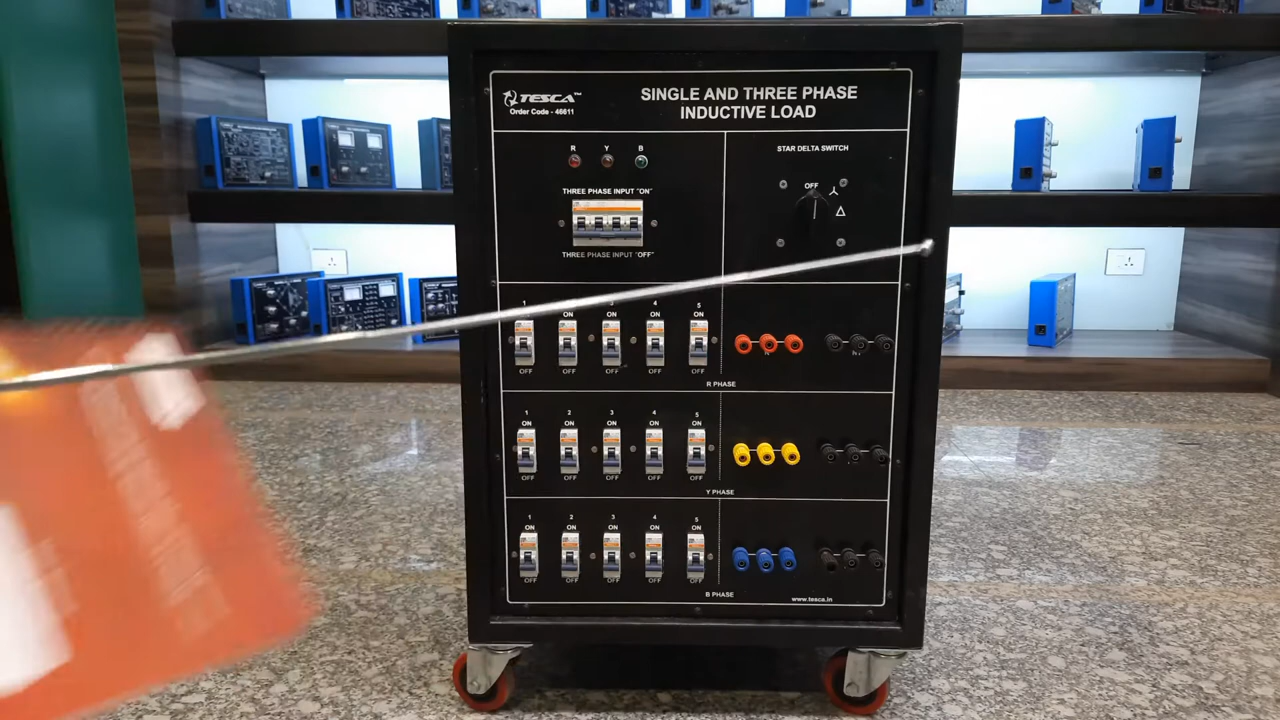 TESCA™
Order Code - 46611
SINGLE AND THREE PHASE
INDUCTIVE LOAD
R Y B
THREE PHASE INPUT "ON"
THREE PHASE INPUT "OFF"
STAR DELTA SWITCH
OFF
1 4 5
ON ON ON ON
OFF OFF OFF OFF OFF
R PHASE
1 2 3 4 5
ON ON ON ON ON
OFF OFF OFF OFF OFF
Y PHASE
1 2 3 4 5
ON ON ON ON ON
OFF OFF OFF OFF OFF
B PHASE
www.tesca.in